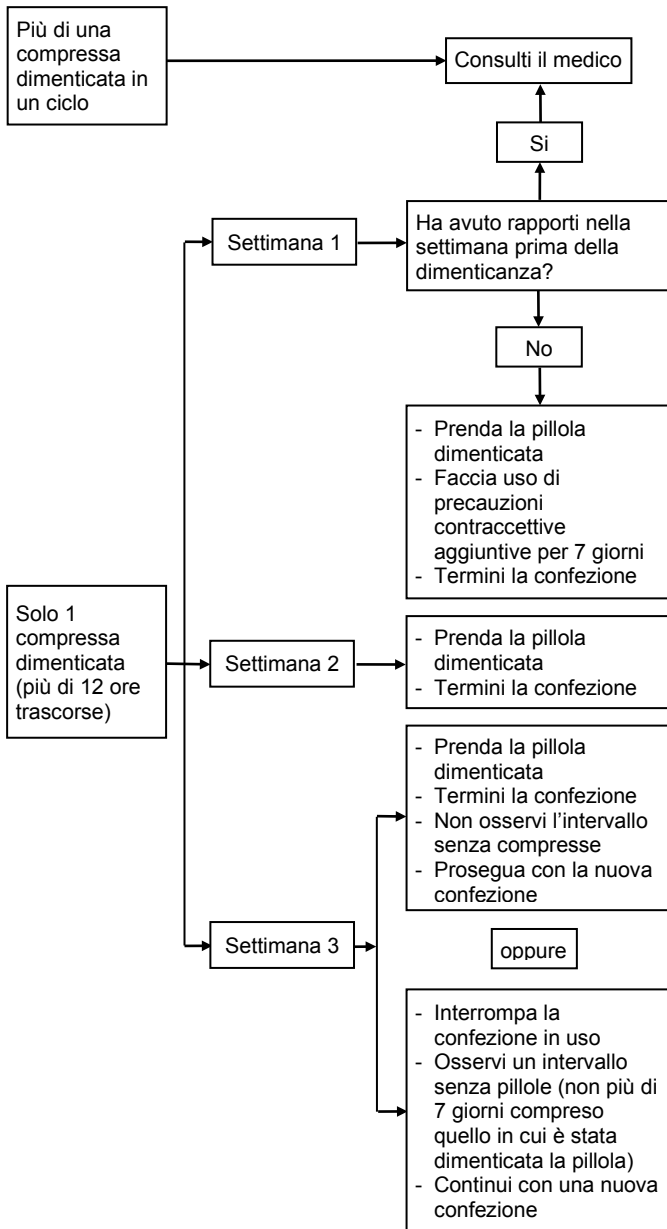 Più di una
compressa
dimenticata in
un ciclo
Consulti il medico
Si
Settimana 1
Ha avuto rapporti nella
settimana prima della
dimenticanza?
No
- Prenda la pillola
dimenticata
- Faccia uso di
precauzioni
contraccettive
aggiuntive per 7 giorni
- Termini la confezione
Solo 1
compressa
dimenticata
(più di 12 ore
trascorse)
Settimana 2
- Prenda la pillola
dimenticata
- Termini la confezione
Settimana 3
- Prenda la pillola
dimenticata
- Termini la confezione
- Non osservi l'intervallo
senza compresse
- Prosegua con la nuova
confezione
oppure
- Interrompa la
confezione in uso
- Osservi un intervallo
senza pillole (non più di
7 giorni compreso
quello in cui è stata
dimenticata la pillola)
- Continui con una nuova
confezione